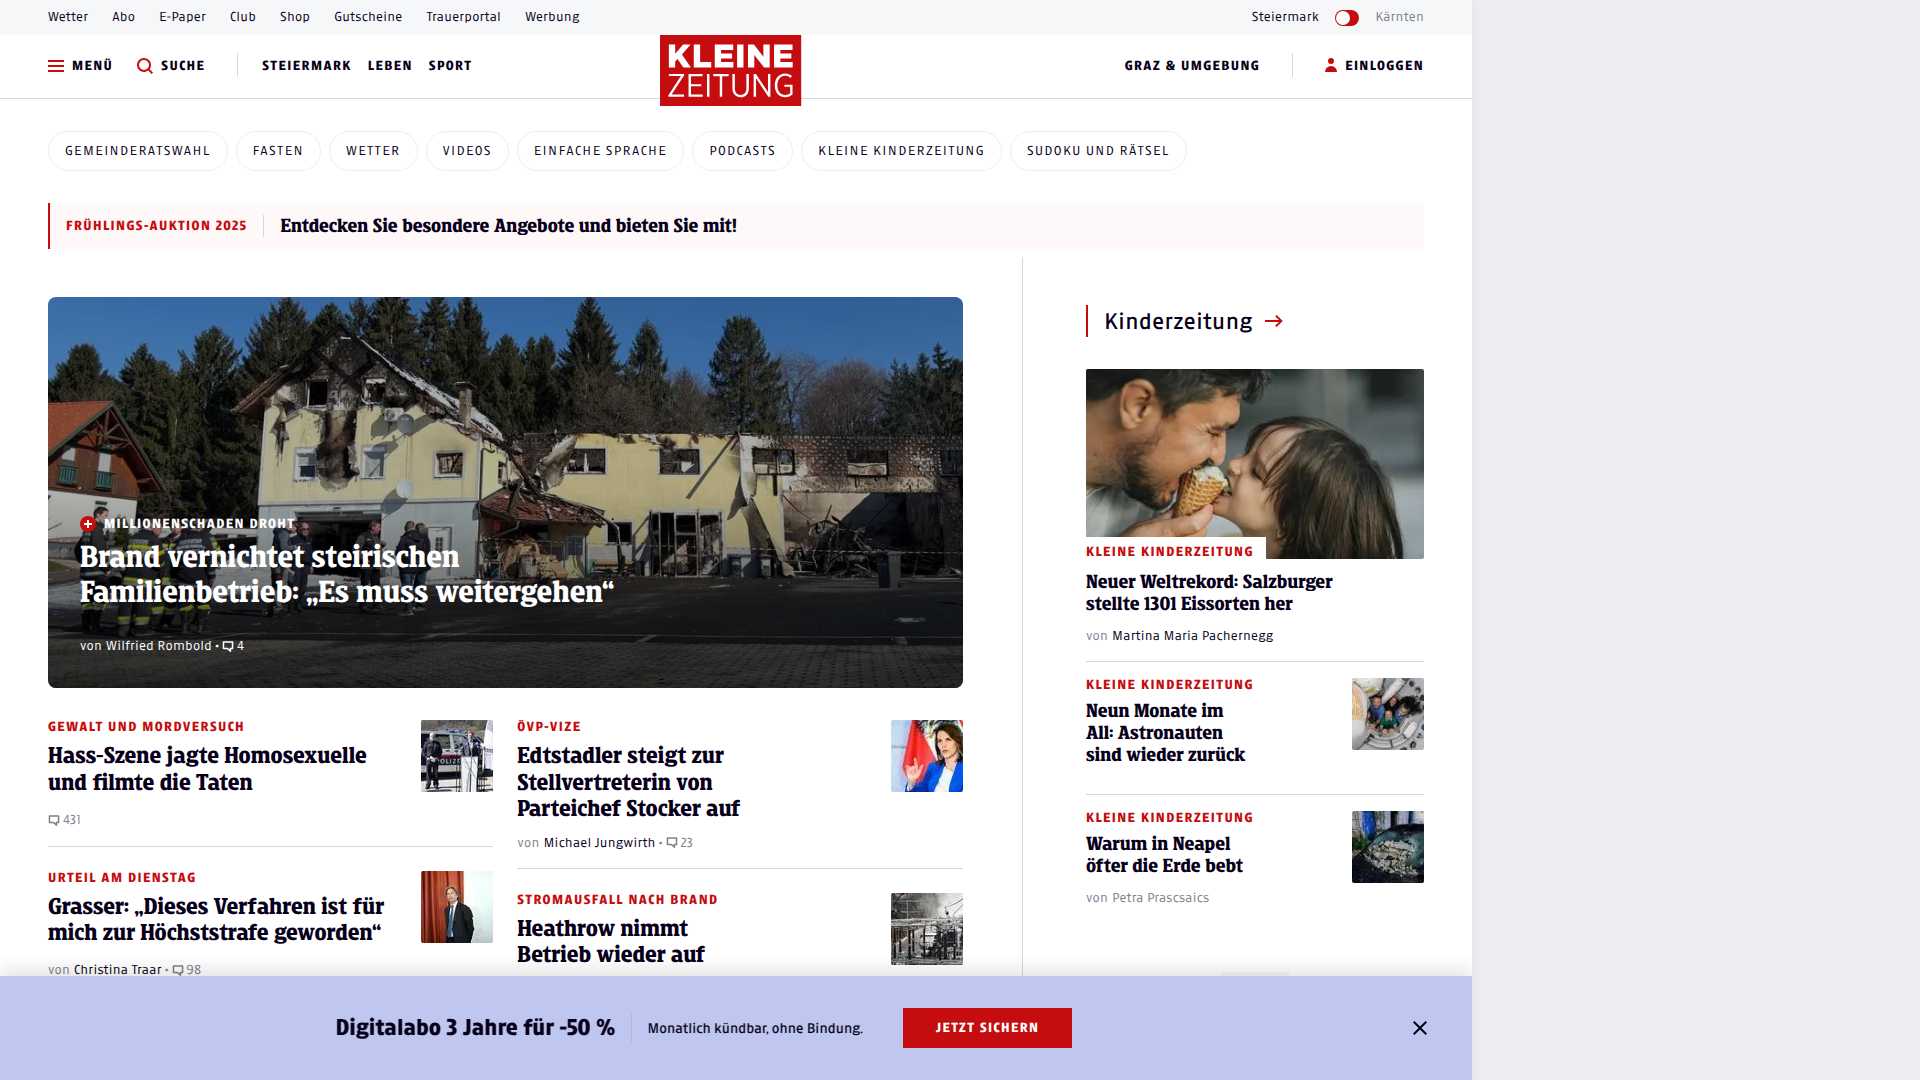 Wetter Abo E-Paper Club Shop Gutscheine Trauerportal Werbung Steiermark Kärnten
MENÜ SUCHE STEIERMARK LEBEN SPORT KLEINE ZEITUNG GRAZ & UMGEBUNG EINLOGGEN
GEMEINDERATSWAHL FASTEN WETTER VIDEOS EINFACHE SPRACHE PODCASTS KLEINE KINDERZEITUNG SUDOKU UND RÄTSEL
FRÜHLINGS-AUKTION 2025 Entdecken Sie besondere Angebote und bieten Sie mit!
MILLIONENSCHADEN DROHT
Brand vernichtet steirischen
Familienbetrieb: „Es muss weitergehen“
von Wilfried Rombold • 4
GEWALT UND MORDVERSUCH
Hass-Szene jagte Homosexuelle
und filmte die Taten
431
URTEIL AM DIENSTAG
Grasser: „Dieses Verfahren ist für
mich zur Höchststrafe geworden“
von Christina Traar • 98
ÖVP-VIZE
Edtstadler steigt zur
Stellvertreterin von
Parteichef Stocker auf
von Michael Jungwirth • 23
STROMAUSFALL NACH BRAND
Heathrow nimmt
Betrieb wieder auf
Kinderzeitung
KLEINE KINDERZEITUNG
Neuer Weltrekord: Salzburger
stellte 1301 Eissorten her
von Martina Maria Pachernegg
KLEINE KINDERZEITUNG
Neun Monate im
All: Astronauten
sind wieder zurück
KLEINE KINDERZEITUNG
Warum in Neapel
öfter die Erde bebt
von Petra Prascsaics
Digitalabo 3 Jahre für -50 % Monatlich kündbar, ohne Bindung. JETZT SICHERN